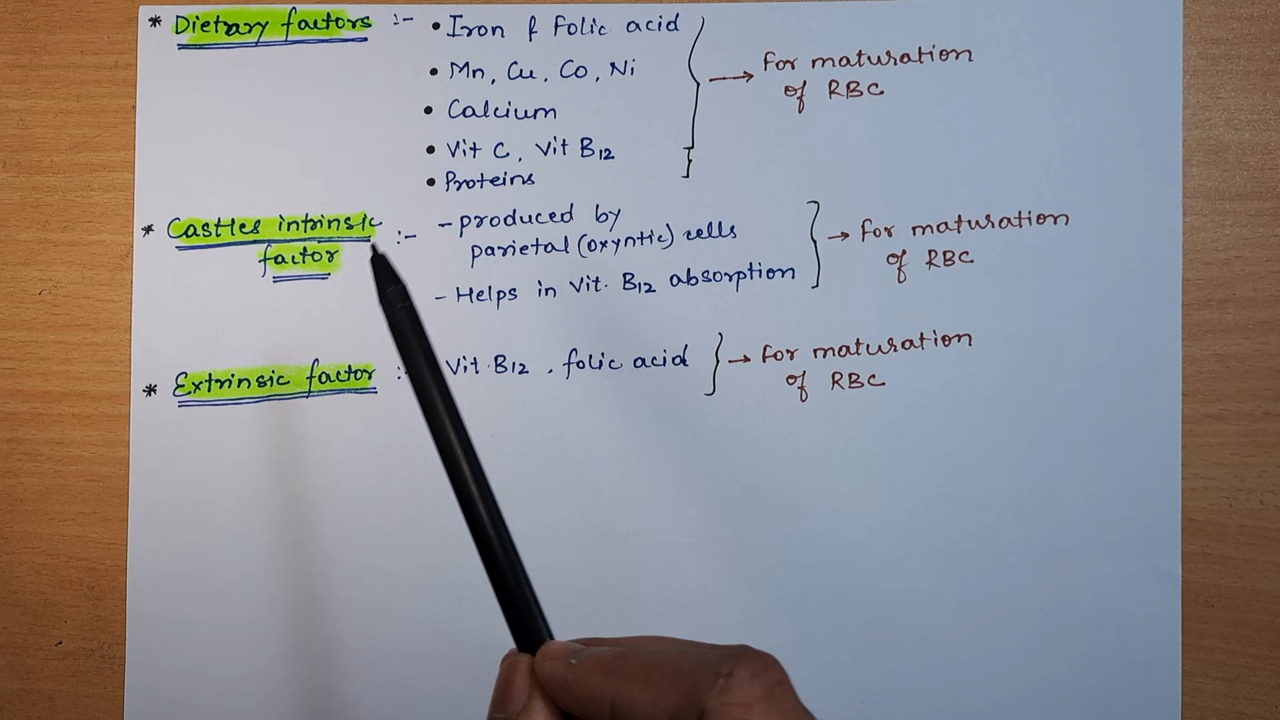 * Dietary factors :- • Iron & Folic acid
• Mn, Cu, Co, Ni
• Calcium
• Vit C, Vit B12
• Proteins
→ For maturation
of RBC
* Castles intrinsic
factor :-
- produced by
parietal (oxyntic) cells
- Helps in Vit. B12 absorption
→ For maturation
of RBC
* Extrinsic factor : Vit B12, folic acid
→ For maturation
of RBC